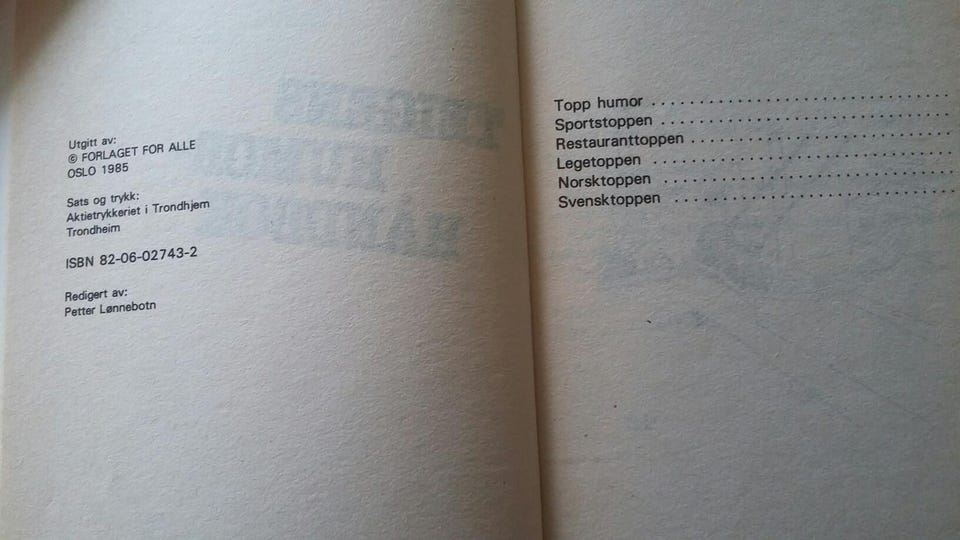 Utgitt av:
© FORLAGET FOR ALLE
OSLO 1985
Sats og trykk:
Aktietrykkeriet i Trondhjem
Trondheim
ISBN 82-06-02743-2
Redigert av:
Petter Lønnebotn
Topp humor ........................................
Sportstoppen ........................................
Restauranttoppen ...................................
Legetoppen ........................................
Norsktoppen ........................................
Svensktoppen ......................................